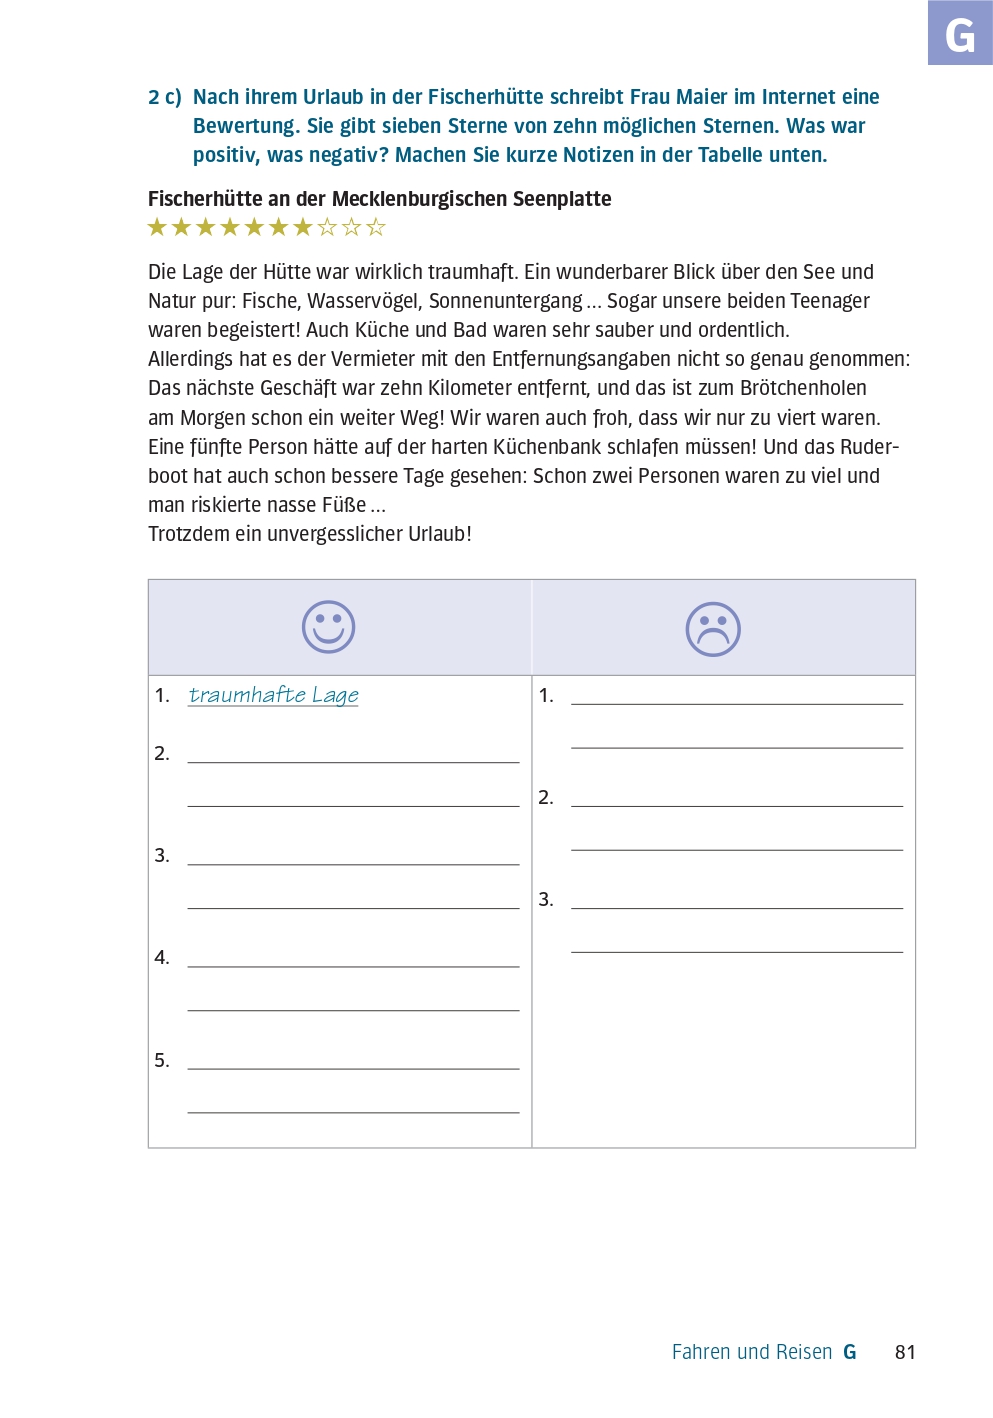 G
2 c) Nach ihrem Urlaub in der Fischerhütte schreibt Frau Maier im Internet eine
Bewertung. Sie gibt sieben Sterne von zehn möglichen Sternen. Was war
positiv, was negativ? Machen Sie kurze Notizen in der Tabelle unten.
Fischerhütte an der Mecklenburgischen Seenplatte
★★★★★★★☆☆☆
Die Lage der Hütte war wirklich traumhaft. Ein wunderbarer Blick über den See und
Natur pur: Fische, Wasservögel, Sonnenuntergang ... Sogar unsere beiden Teenager
waren begeistert! Auch Küche und Bad waren sehr sauber und ordentlich.
Allerdings hat es der Vermieter mit den Entfernungsangaben nicht so genau genommen:
Das nächste Geschäft war zehn Kilometer entfernt, und das ist zum Brötchenholen
am Morgen schon ein weiter Weg! Wir waren auch froh, dass wir nur zu viert waren.
Eine fünfte Person hätte auf der harten Küchenbank schlafen müssen! Und das Ruder-
boot hat auch schon bessere Tage gesehen: Schon zwei Personen waren zu viel und
man riskierte nasse Füße ...
Trotzdem ein unvergesslicher Urlaub!
1. traumhafte Lage
2.
3.
4.
5.
1.
2.
3.
Fahren und Reisen G 81